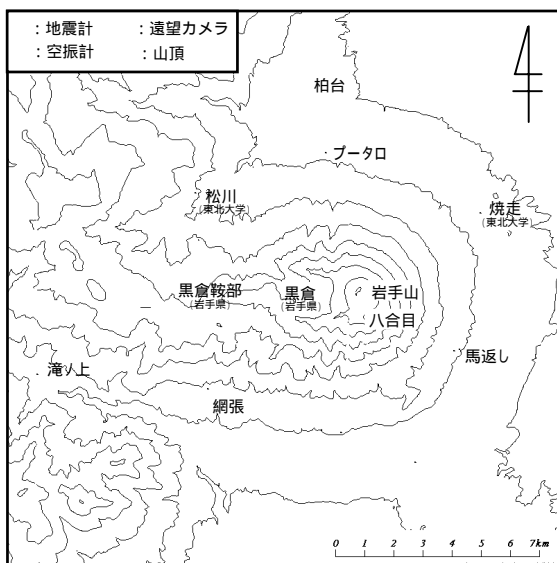 ：地震計　：遠望カメラ
：空振計　：山頂
柏台
プータロ
松川
(東北大学)
焼走
(東北大学)
黒倉鞍部
(岩手県)
黒倉
(岩手県)
岩手山
八合目
馬返し
滝ノ上
網張
0 1 2 3 4 5 6 7km